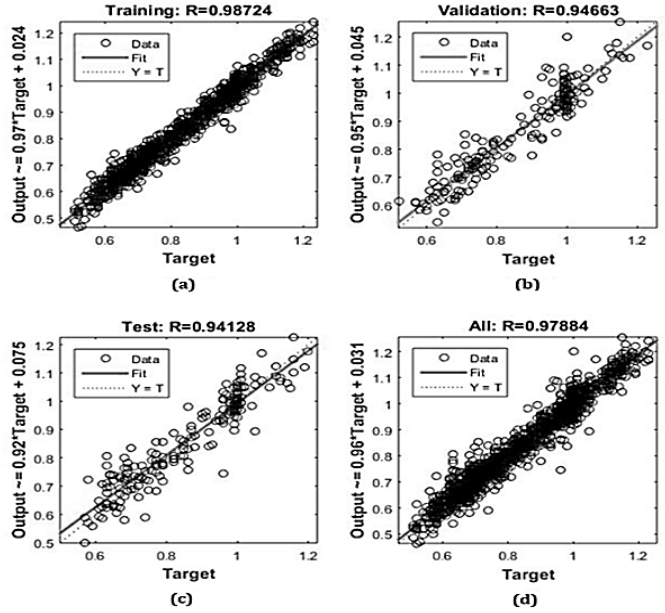 Training: R=0.98724
Output ~= 0.97*Target + 0.024
1.2
1.1
1
0.9
0.8
0.7
0.6
0.5
Data
Fit
Y = T
0.6 0.8 1 1.2
Target
(a)
Validation: R=0.94663
Output ~= 0.95*Target + 0.045
1.2
1.1
1
0.9
0.8
0.7
0.6
Data
Fit
Y = T
0.6 0.8 1 1.2
Target
(b)
Test: R=0.94128
Output ~= 0.92*Target + 0.075
1.2
1.1
1
0.9
0.8
0.7
0.6
0.5
Data
Fit
Y = T
0.6 0.8 1 1.2
Target
(c)
All: R=0.97884
Output ~= 0.96*Target + 0.031
1.2
1.1
1
0.9
0.8
0.7
0.6
0.5
Data
Fit
Y = T
0.6 0.8 1 1.2
Target
(d)